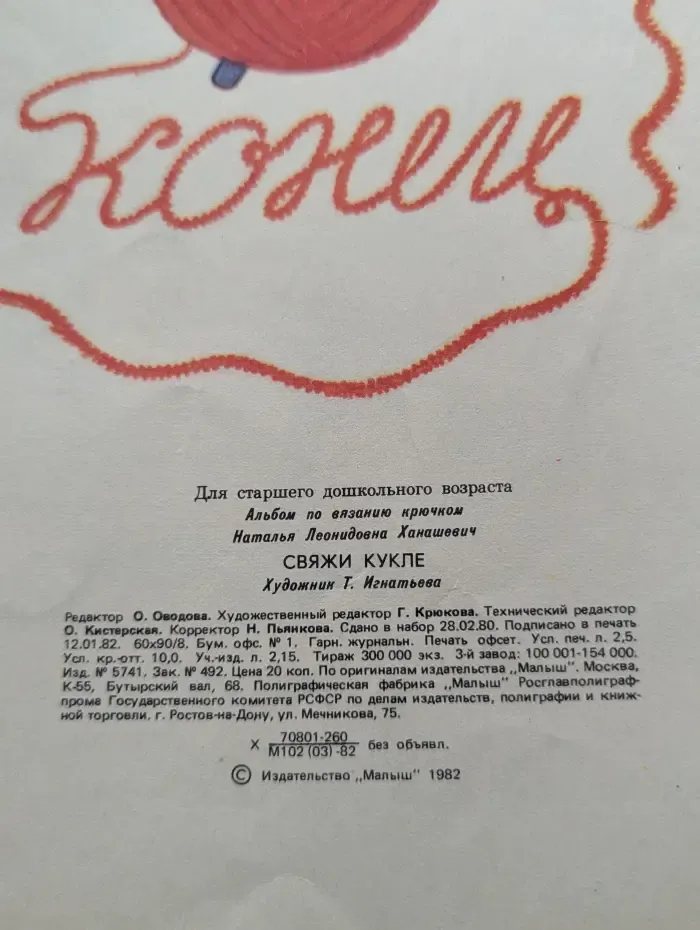 конец
Для старшего дошкольного возраста
Альбом по вязанию крючком
Наталья Леонидовна Ханашевич
СВЯЖИ КУКЛЕ
Художник Т. Игнатьева
Редактор О. Оводова. Художественный редактор Г. Крюкова. Технический редактор
О. Кистерская. Корректор Н. Пьянкова. Сдано в набор 28.02.80. Подписано в печать
12.01.82. 60х90/8. Бум. офс. № 1. Гарн. журнальн. Печать офсет. Усл. печ. л. 2,5.
Усл. кр.-отт. 10,0. Уч.-изд. л. 2,15. Тираж 300 000 экз. 3-й завод: 100 001-154 000.
Изд. № 5741. Зак. № 492. Цена 20 коп. По оригиналам издательства „Малыш". Москва,
К-55, Бутырский вал, 68. Полиграфическая фабрика „Малыш" Росглавполиграф-
прома Государственного комитета РСФСР по делам издательств, полиграфии и книж-
ной торговли. г. Ростов-на-Дону, ул. Мечникова, 75.
Х 70801-260 без объявл.
М102 (03)-82
© Издательство „Малыш" 1982